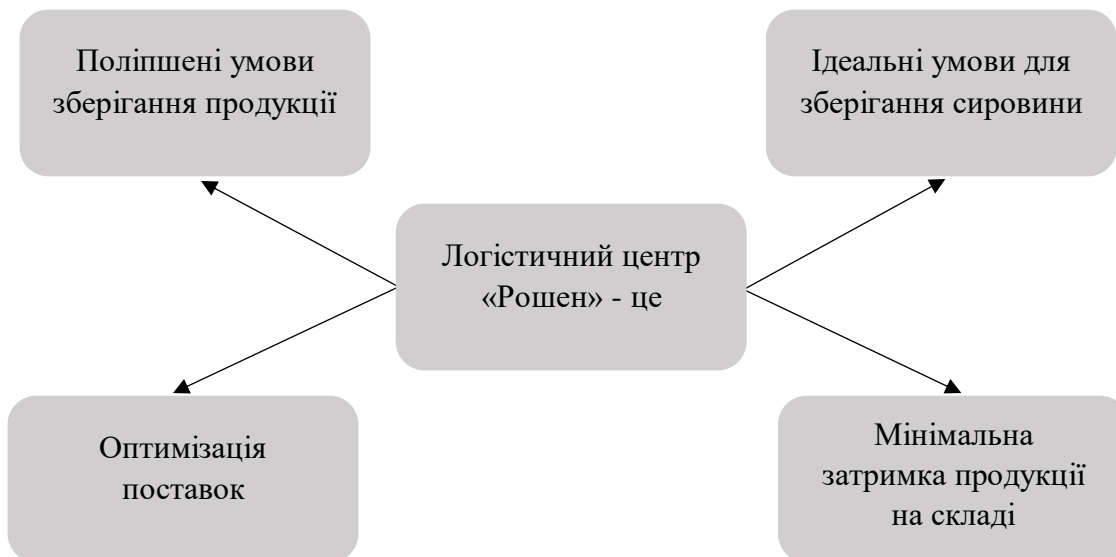 Поліпшені умови
зберігання продукції
Ідеальні умови для
зберігання сировини
Логістичний центр
«Рошен» - це
Оптимізація
поставок
Мінімальна
затримка продукції
на складі